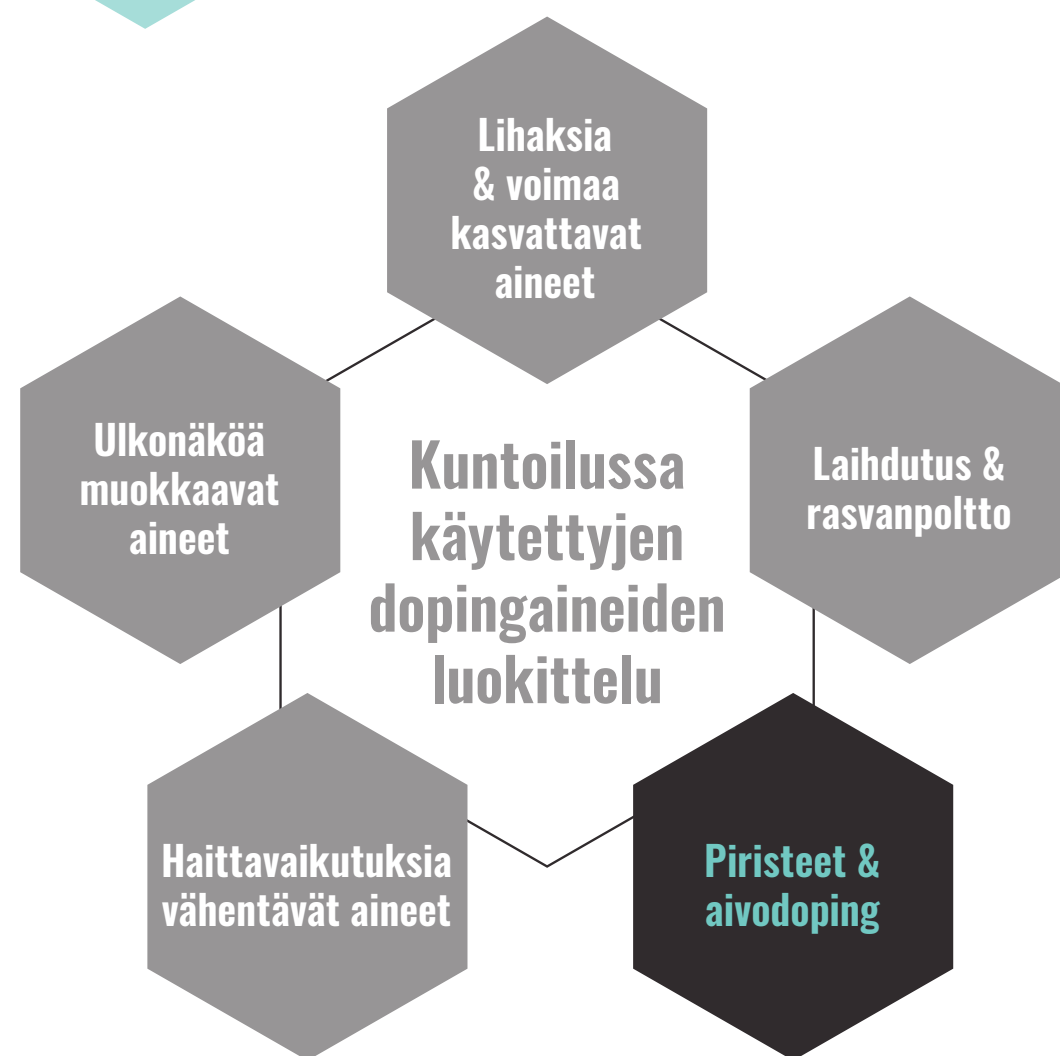 Lihaksia
& voimaa
kasvattavat
aineet
Ulkonäköä
muokkaavat
aineet
Kuntoilussa
käytettyjen
dopingaineiden
luokittelu
Laihdutus &
rasvanpoltto
Haittavaikutuksia
vähentävät aineet
Piristeet &
aivodoping